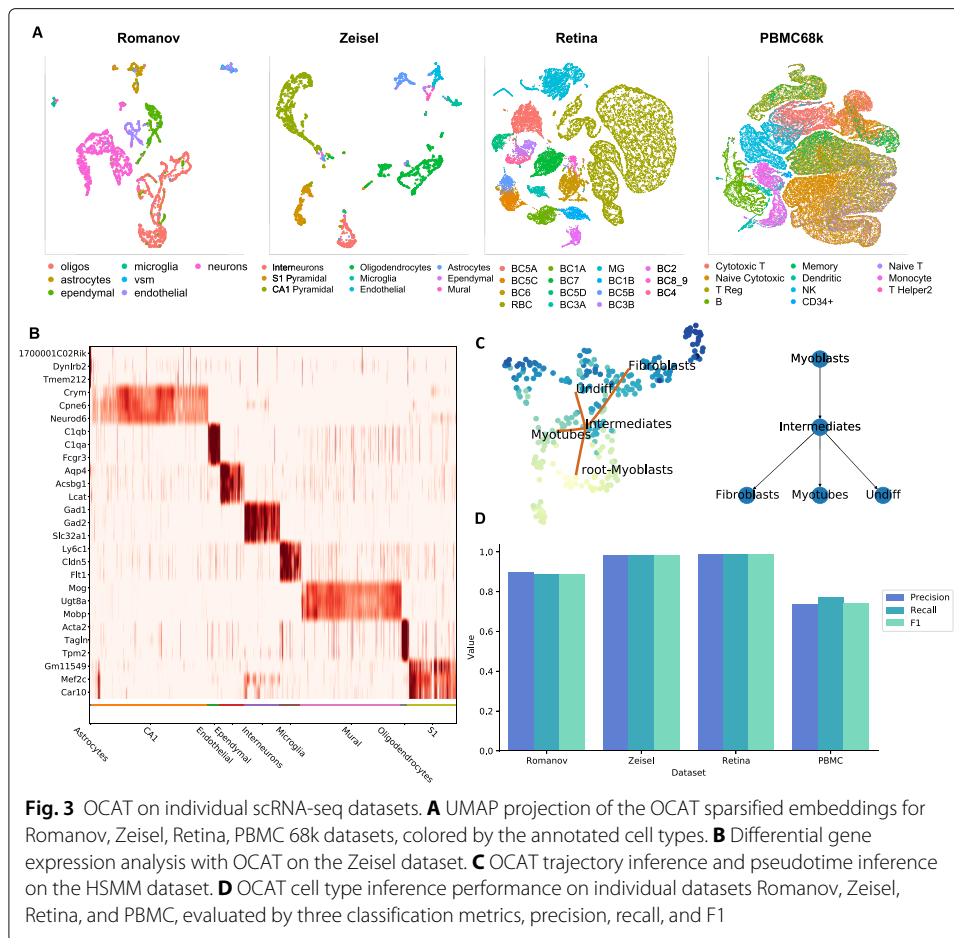 A
Romanov
Zeisel
Retina
PBMC68k
oligos
astrocytes
ependymal
microglia
vsm
endothelial
neurons
Interneurons
S1 Pyramidal
CA1 Pyramidal
Oligodendrocytes
Microglia
Endothelial
Astrocytes
Ependymal
Mural
BC5A
BC5C
BC6
RBC
BC1A
BC7
BC5D
BC3A
MG
BC1B
BC5B
BC3B
BC2
BC8_9
BC4
Cytotoxic T
Naive Cytotoxic
T Reg
B
Memory
Dendritic
NK
CD34+
Naive T
Monocyte
T Helper2
B
1700001C02Rik
Dynlrb2
Tmem212
Crym
Cpne6
Neurod6
C1qb
C1qa
Fcgr3
Aqp4
Acsbg1
Lcat
Gad1
Gad2
Slc32a1
Ly6c1
Cldn5
Flt1
Mog
Ugt8a
Mobp
Acta2
Tagln
Tpm2
Gm11549
Mef2c
Car10
Astrocytes
CA1
Endothelial
Ependymal
Interneurons
Microglia
Mural
Oligodendrocytes
S1
C
Fibroblasts
Undiff
Intermediates
Myotubes
root-Myoblasts
Myoblasts
Intermediates
Fibroblasts
Myotubes
Undiff
D
1,0
0,8
0,6
0,4
0,2
0,0
Value
Romanov
Zeisel
Retina
PBMC
Dataset
Precision
Recall
F1
Fig. 3 OCAT on individual scRNA-seq datasets. A UMAP projection of the OCAT sparsified embeddings for
Romanov, Zeisel, Retina, PBMC 68k datasets, colored by the annotated cell types. B Differential gene
expression analysis with OCAT on the Zeisel dataset. C OCAT trajectory inference and pseudotime inference
on the HSMM dataset. D OCAT cell type inference performance on individual datasets Romanov, Zeisel,
Retina, and PBMC, evaluated by three classification metrics, precision, recall, and F1